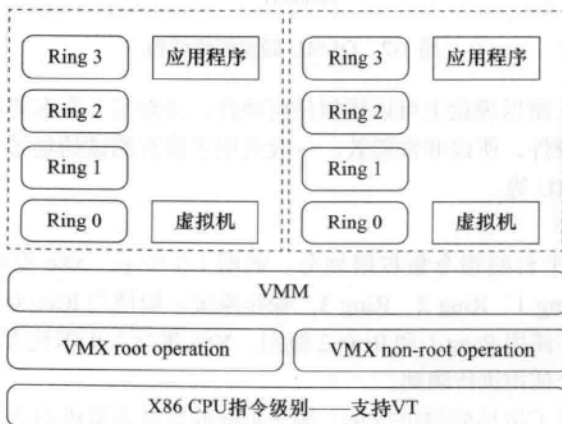 Ring 3 应用程序 Ring 3 应用程序
Ring 2 Ring 2
Ring 1 Ring 1
Ring 0 虚拟机 Ring 0 虚拟机
VMM
VMX root operation VMX non-root operation
X86 CPU指令级别 支持VT